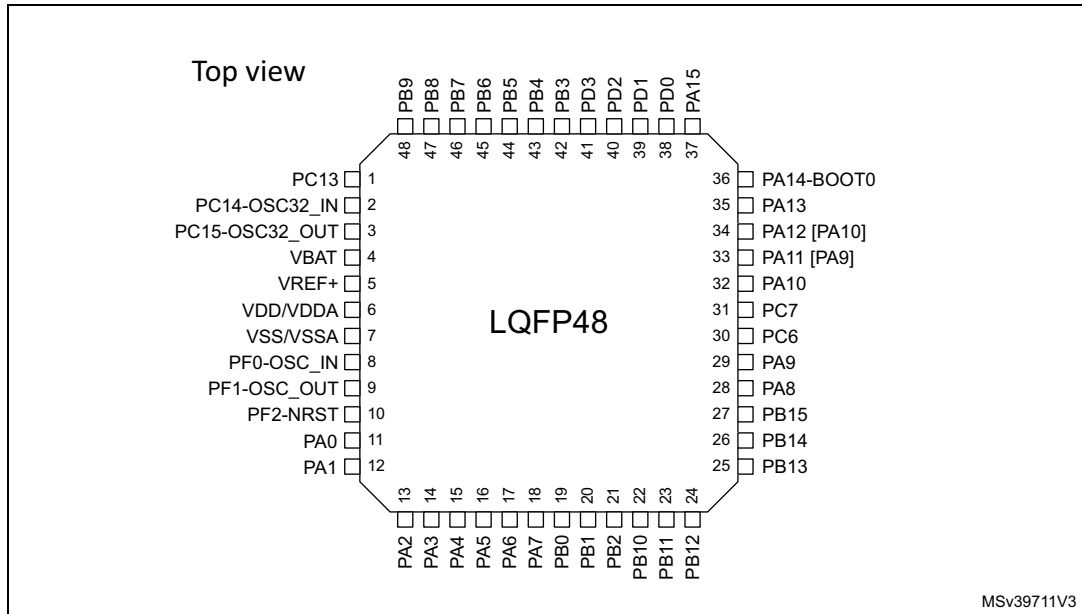 Top view
PB9 PB8 PB7 PB6 PB5 PB4 PB3 PD3 PD2 PD1 PD0 PA15
48 47 46 45 44 43 42 41 40 39 38 37
PC13 1 36 PA14-BOOT0
PC14-OSC32_IN 2 35 PA13
PC15-OSC32_OUT 3 34 PA12 [PA10]
VBAT 4 33 PA11 [PA9]
VREF+ 5 32 PA10
VDD/VDDA 6 31 PC7
LQFP48
VSS/VSSA 7 30 PC6
PF0-OSC_IN 8 29 PA9
PF1-OSC_OUT 9 28 PA8
PF2-NRST 10 27 PB15
PA0 11 26 PB14
PA1 12 25 PB13
13 14 15 16 17 18 19 20 21 22 23 24
PA2 PA3 PA4 PA5 PA6 PA7 PB0 PB1 PB2 PB10 PB11 PB12
MSv39711V3